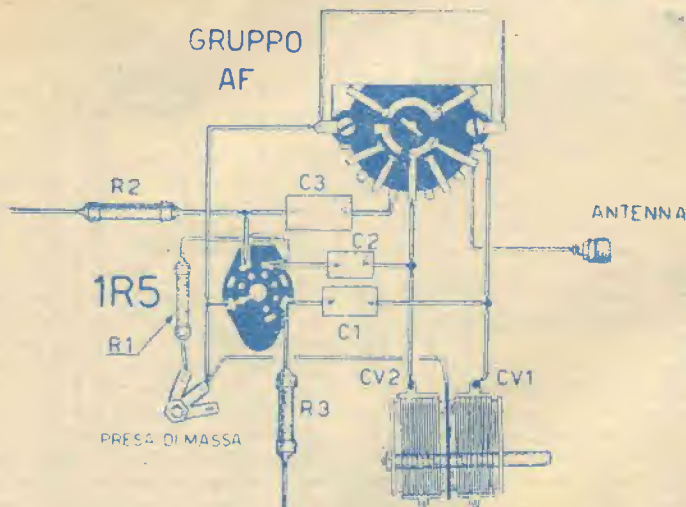 GRUPPO
AF
R2
C3
ANTENNA
C2
1R5
C1
R1
CV2
CV1
R3
PRESA DI MASSA